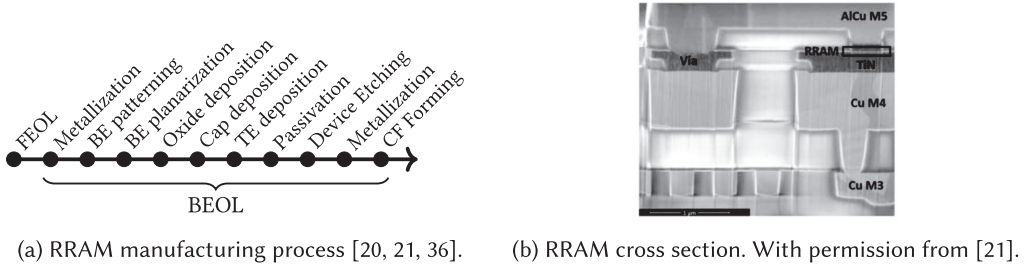 FEOL
Metallization
BE patterning
BE planarization
Oxide deposition
Cap deposition
TE deposition
Passivation
Device Etching
Metallization
CF Forming
BEOL
(a) RRAM manufacturing process [20, 21, 36].
AlCu M5
RRAM
Via
TiN
Cu M4
Cu M3
1 µm
(b) RRAM cross section. With permission from [21].